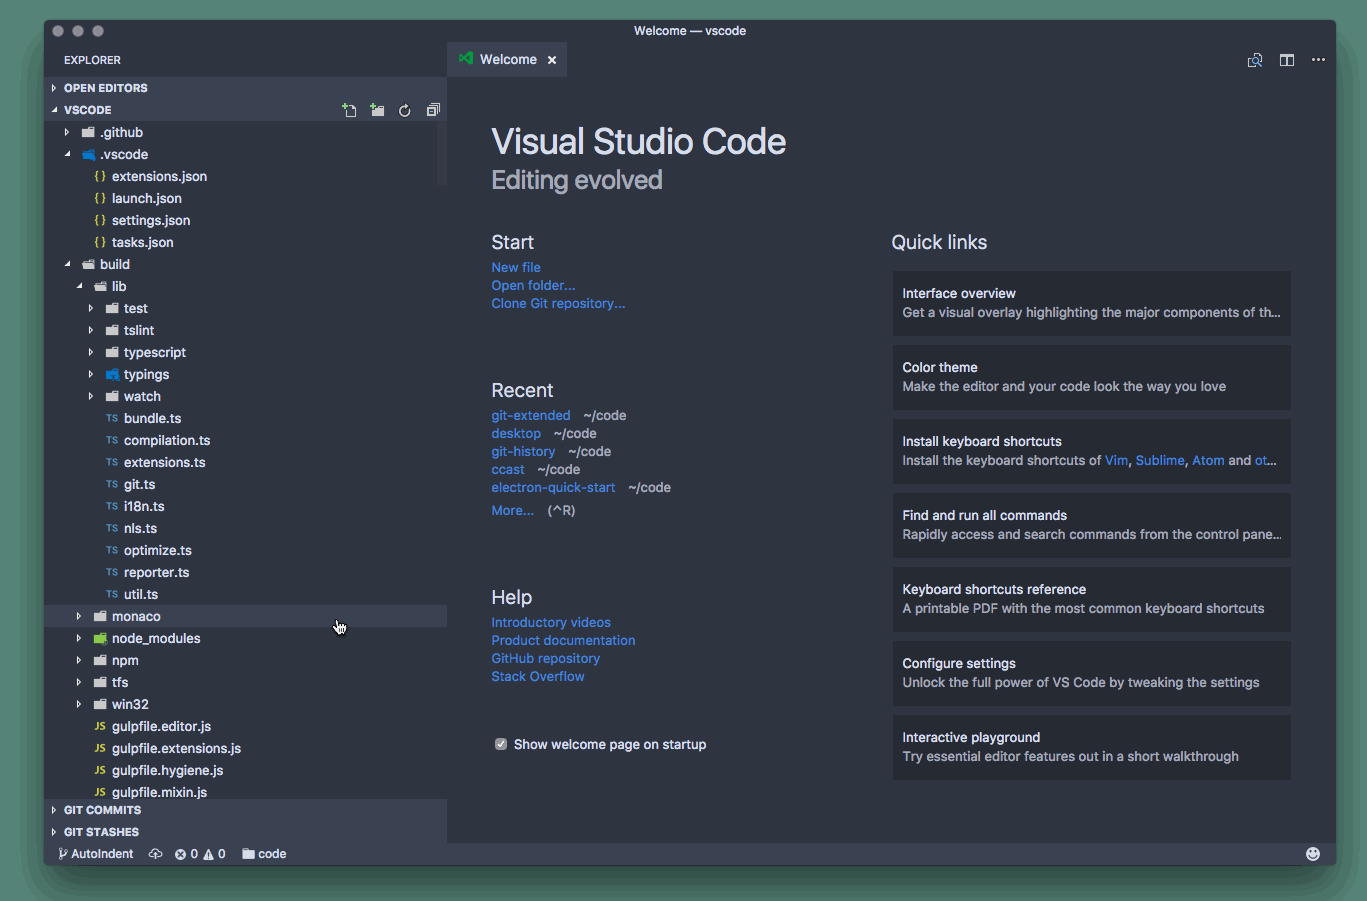 Welcome — vscode
EXPLORER
OPEN EDITORS
VSCODE
.github
.vscode
{} extensions.json
{} launch.json
{} settings.json
{} tasks.json
build
lib
test
tslint
typescript
typings
watch
TS bundle.ts
TS compilation.ts
TS extensions.ts
TS git.ts
TS i18n.ts
TS nls.ts
TS optimize.ts
TS reporter.ts
TS util.ts
monaco
node_modules
npm
tfs
win32
JS gulpfile.editor.js
JS gulpfile.extensions.js
JS gulpfile.hygiene.js
JS gulpfile.mixin.js
GIT COMMITS
GIT STASHES
Welcome ×
Visual Studio Code
Editing evolved
Start
New file
Open folder...
Clone Git repository...
Recent
git-extended ~/code
desktop ~/code
git-history ~/code
ccast ~/code
electron-quick-start ~/code
More... (^R)
Help
Introductory videos
Product documentation
GitHub repository
Stack Overflow
Show welcome page on startup
Quick links
Interface overview
Get a visual overlay highlighting the major components of th...
Color theme
Make the editor and your code look the way you love
Install keyboard shortcuts
Install the keyboard shortcuts of Vim, Sublime, Atom and ot...
Find and run all commands
Rapidly access and search commands from the control pane...
Keyboard shortcuts reference
A printable PDF with the most common keyboard shortcuts
Configure settings
Unlock the full power of VS Code by tweaking the settings
Interactive playground
Try essential editor features out in a short walkthrough
AutoIndent 0 0 code